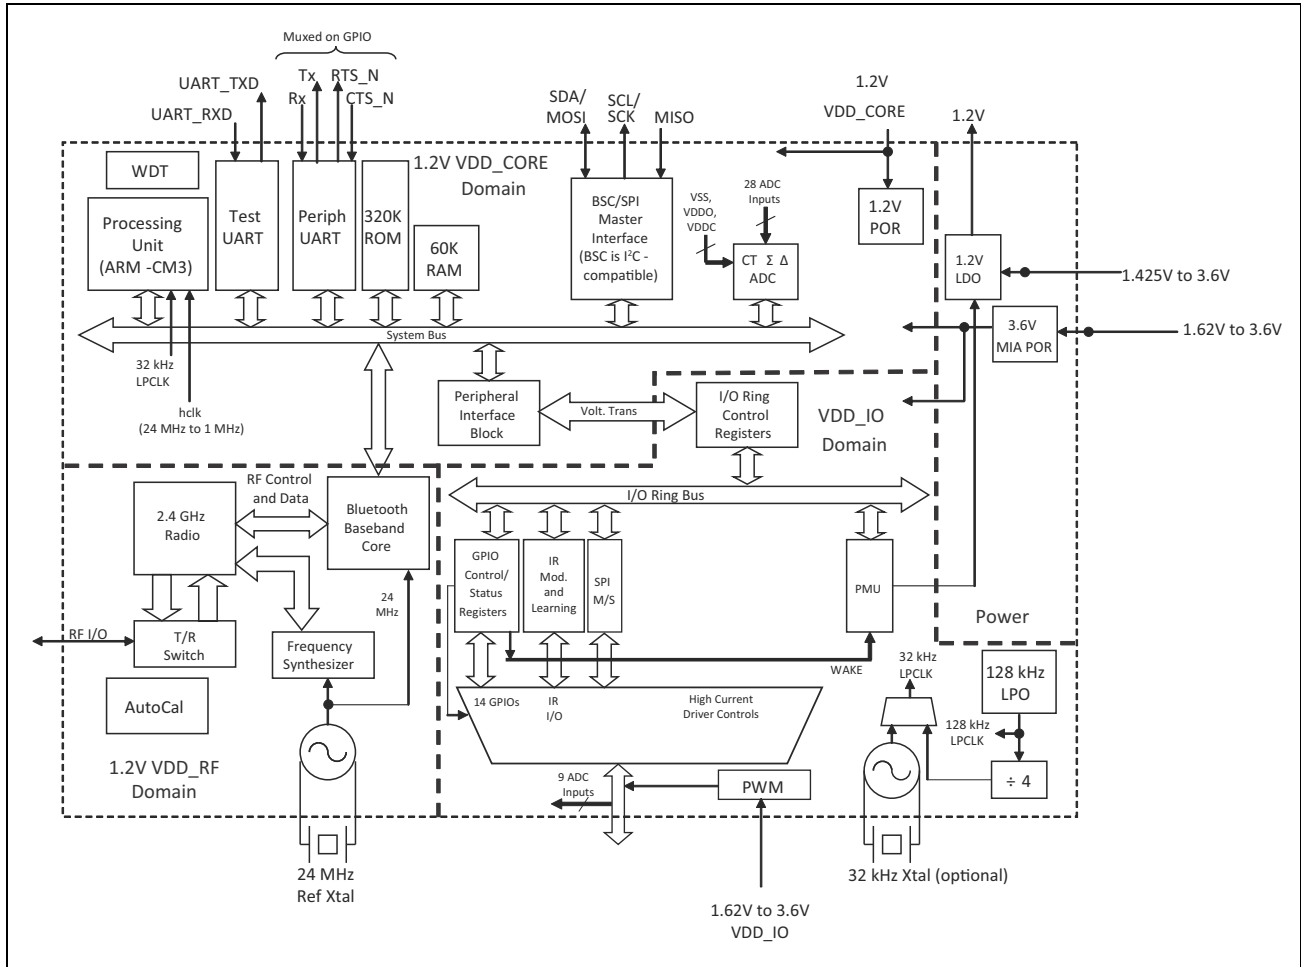 Muxed on GPIO
UART_TXD
Tx
RTS_N
Rx
CTS_N
UART_RXD
SDA/
MOSI
SCL/
SCK
MISO
1.2V
VDD_CORE
1.2V
WDT
1.2V VDD_CORE
Domain
Processing
Unit
(ARM -CM3)
Test
UART
Periph
UART
320K
ROM
60K
RAM
BSC/SPI
Master
Interface
(BSC is I²C -
compatible)
VSS,
VDDO,
VDDC
28 ADC
Inputs
CT Σ Δ
ADC
1.2V
POR
1.2V
LDO
1.425V to 3.6V
3.6V
MIA POR
1.62V to 3.6V
System Bus
32 kHz
LPCLK
hclk
(24 MHz to 1 MHz)
Peripheral
Interface
Block
Volt. Trans
I/O Ring
Control
Registers
VDD_IO
Domain
RF Control
and Data
2.4 GHz
Radio
Bluetooth
Baseband
Core
I/O Ring Bus
GPIO
Control/
Status
Registers
IR
Mod.
and
Learning
SPI
M/S
PMU
24
MHz
Power
RF I/O
T/R
Switch
Frequency
Synthesizer
WAKE
32 kHz
LPCLK
128 kHz
LPO
AutoCal
14 GPIOs
IR
I/O
High Current
Driver Controls
128 kHz
LPCLK
1.2V VDD_RF
Domain
9 ADC
Inputs
PWM
÷ 4
24 MHz
Ref Xtal
32 kHz Xtal (optional)
1.62V to 3.6V
VDD_IO